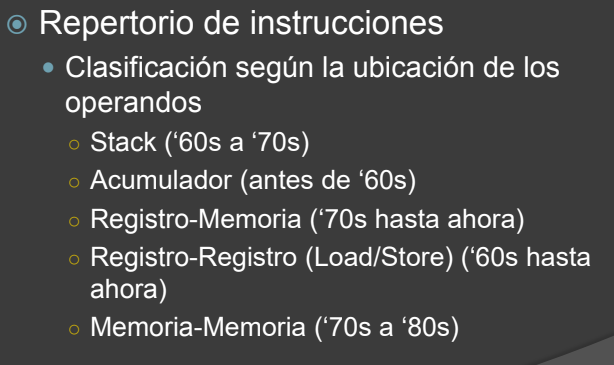 Repertorio de instrucciones
Clasificación según la ubicación de los
operandos
Stack (‘60s a ‘70s)
Acumulador (antes de ‘60s)
Registro-Memoria (‘70s hasta ahora)
Registro-Registro (Load/Store) (‘60s hasta
ahora)
Memoria-Memoria (‘70s a ‘80s)